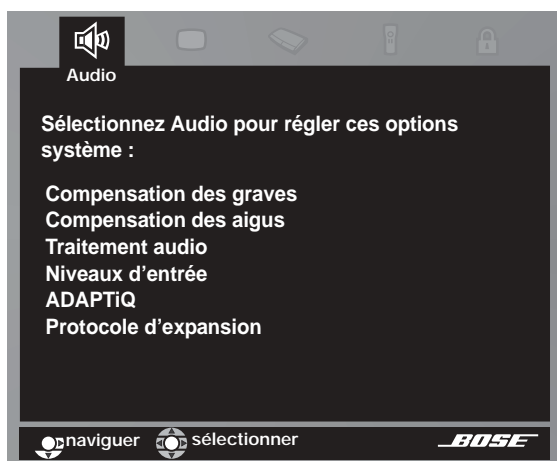 Audio
Sélectionnez Audio pour régler ces options
système :
Compensation des graves
Compensation des aigus
Traitement audio
Niveaux d’entrée
ADAPTiQ
Protocole d’expansion
naviguer sélectionner BOSE